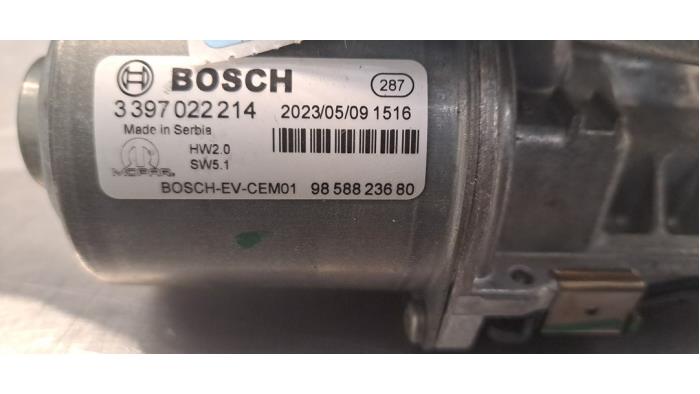 BOSCH
287
3 397 022 214 2023/05/09 1516
Made in Serbia
HW2.0
SW5.1
MOPAR
BOSCH-EV-CEM01 98 588 236 80